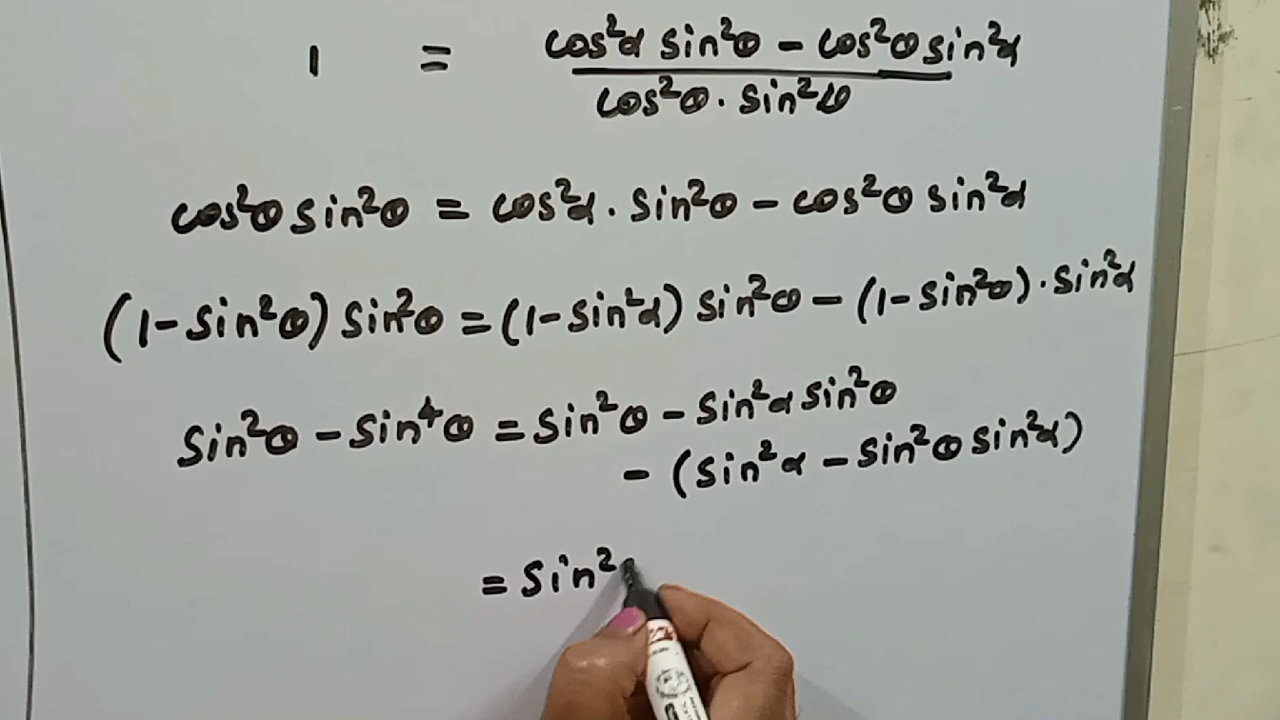 1 = cos²α sin²θ - cos²θ sin²α
cos²θ . sin²θ
cos²θ sin²θ = cos²α . sin²θ - cos²θ sin²α
(1 - sin²θ) sin²θ = (1 - sin²α) sin²θ - (1 - sin²θ) . sin²α
sin²θ - sin⁴θ = sin²θ - sin²α sin²θ
- (sin²α - sin²θ sin²α)
= sin²